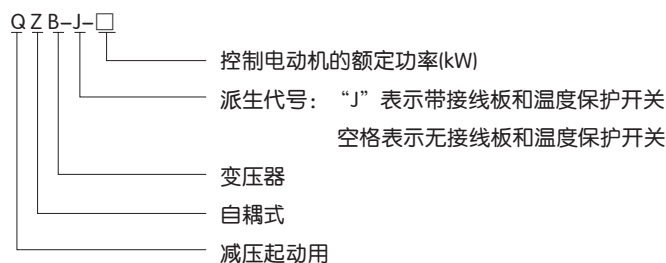 QZB-J-□
控制电动机的额定功率(kW)
派生代号：“J”表示带接线板和温度保护开关
空格表示无接线板和温度保护开关
变压器
自耦式
减压起动用